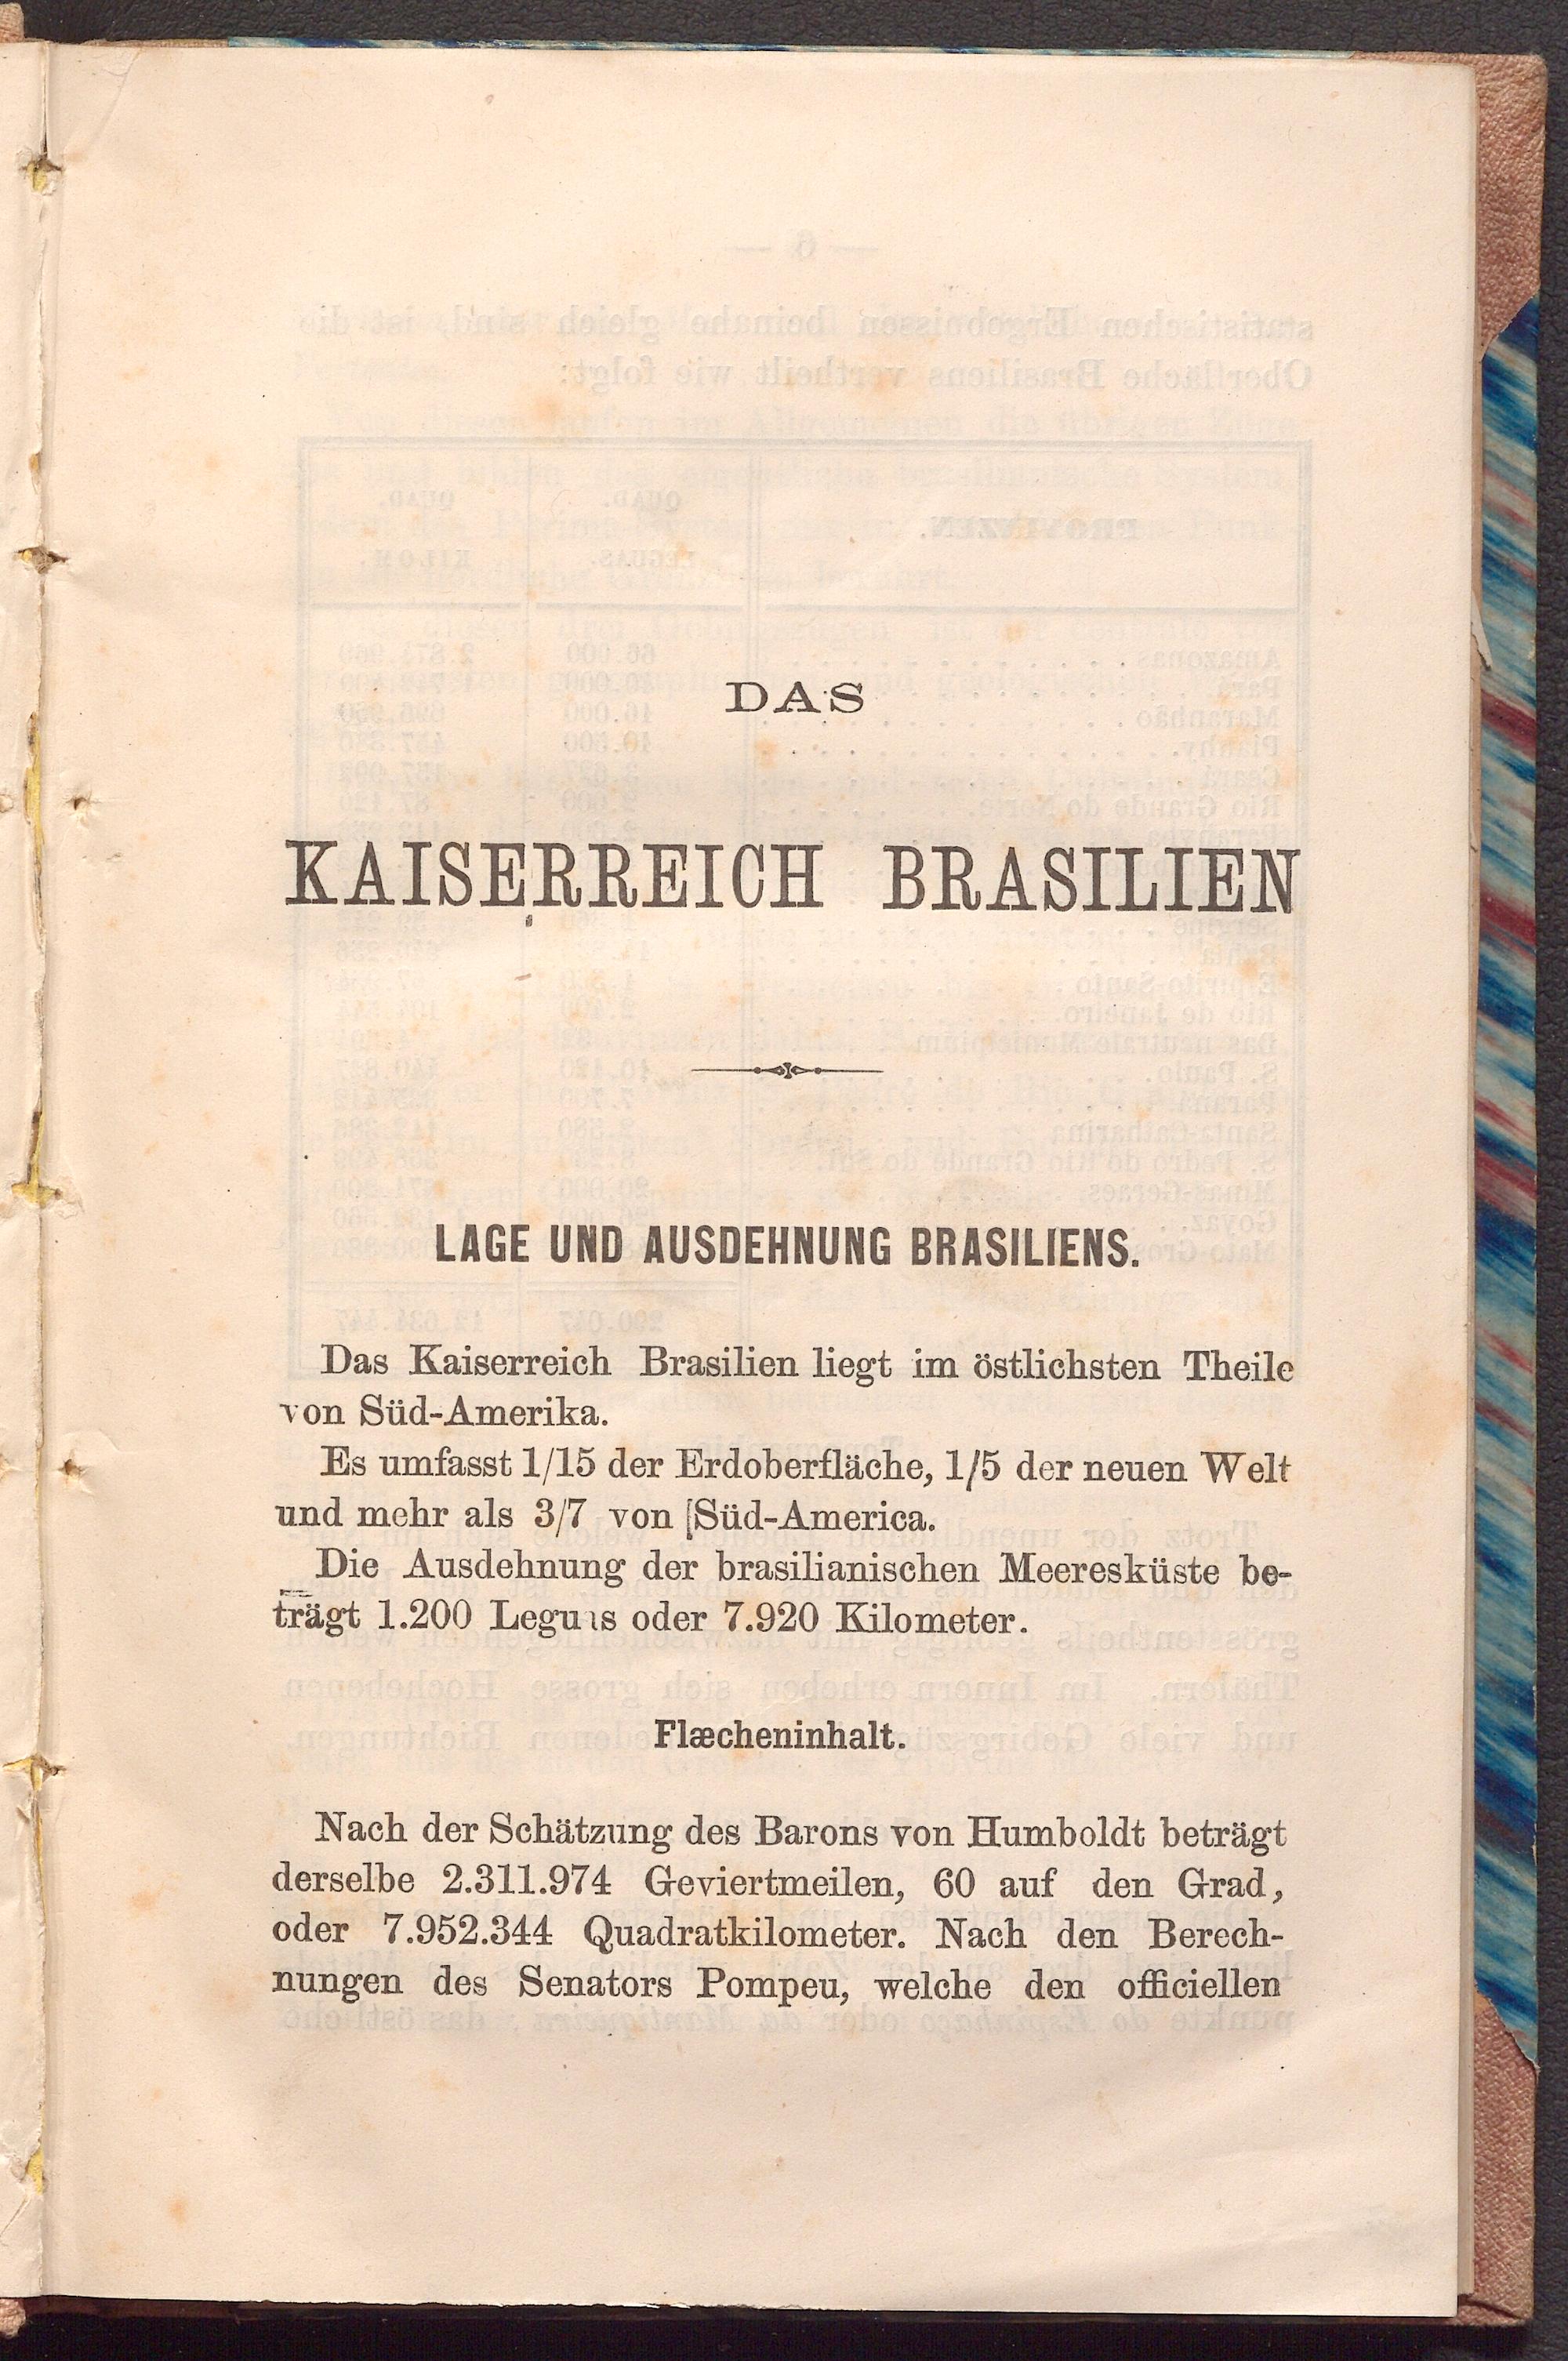 DAS
KAISERREICH BRASILIEN
LAGE UND AUSDEHNUNG BRASILIENS.
Das Kaiserreich Brasilien liegt im östlichsten Theile
von Süd-Amerika.
Es umfasst 1/15 der Erdoberfläche, 1/5 der neuen Welt
und mehr als 3/7 von [Süd-America.
Die Ausdehnung der brasilianischen Meeresküste be-
trägt 1.200 Leguas oder 7.920 Kilometer.
Flæcheninhalt.
Nach der Schätzung des Barons von Humboldt beträgt
derselbe 2.311.974 Geviertmeilen, 60 auf den Grad,
oder 7.952.344 Quadratkilometer. Nach den Berech-
nungen des Senators Pompeu, welche den officiellen